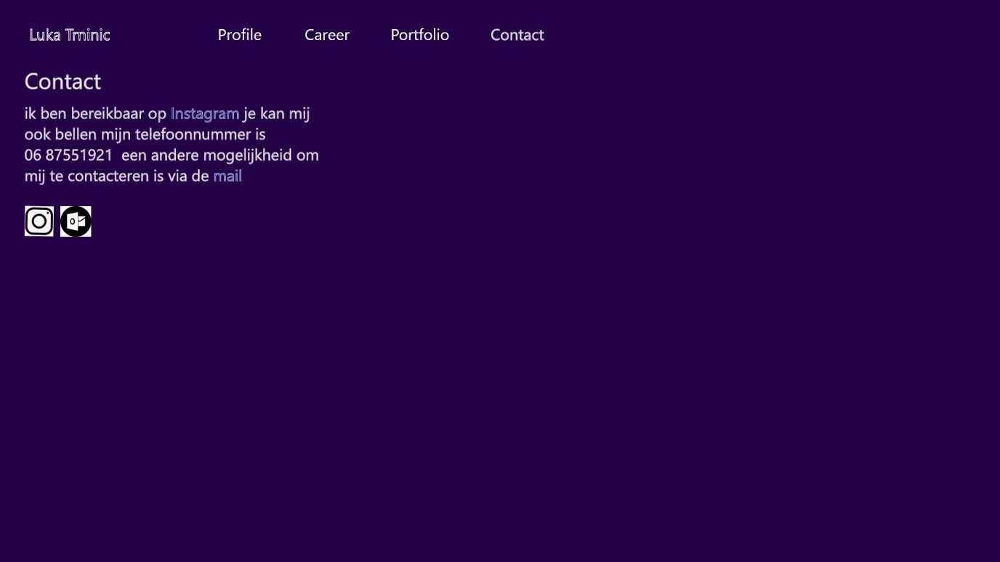 Luka Trninic Profile Career Portfolio Contact
Contact
ik ben bereikbaar op Instagram je kan mij
ook bellen mijn telefoonnummer is
06 87551921 een andere mogelijkheid om
mij te contacteren is via de mail